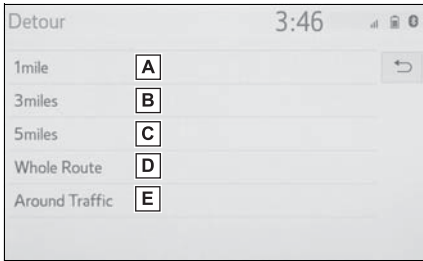 Detour 3:46
1mile A
3miles B
5miles C
Whole Route D
Around Traffic E